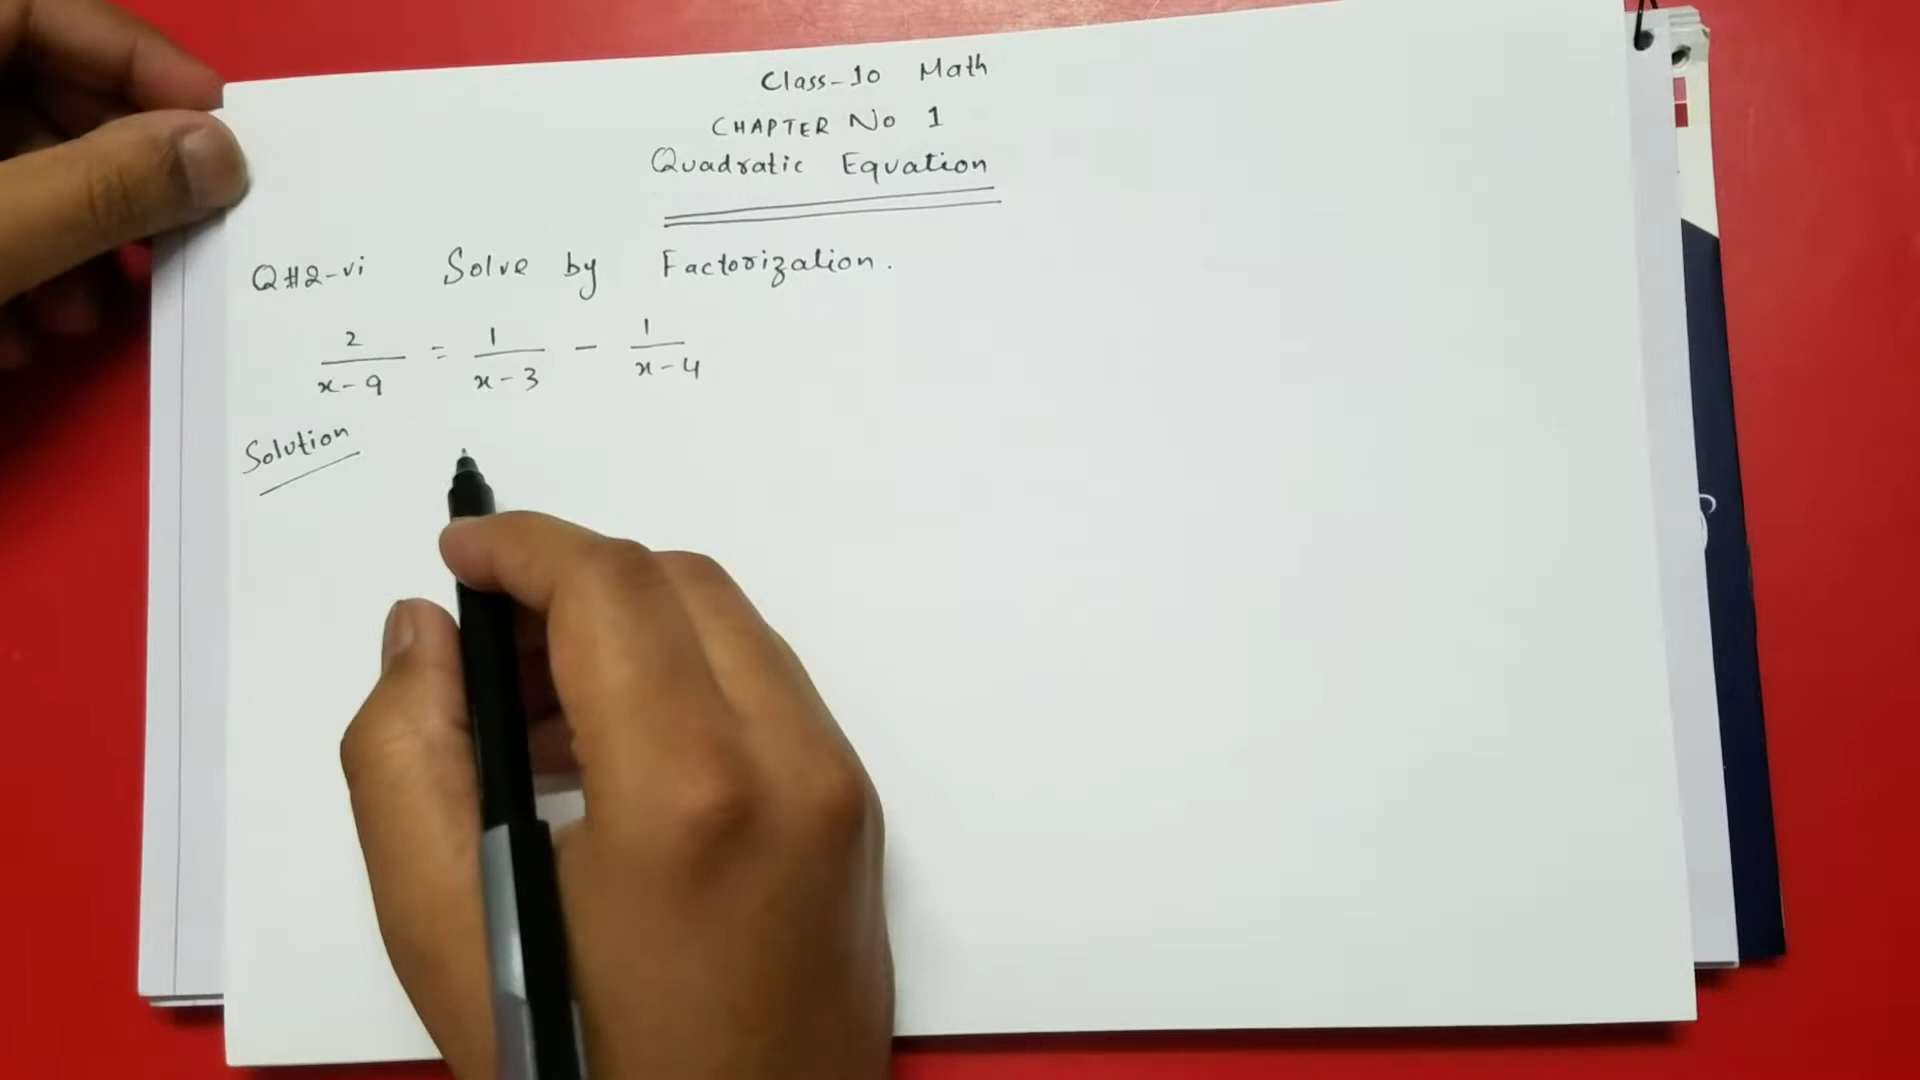 Class-10 Math
CHAPTER No 1
Quadratic Equation
Q#2-vi Solve by Factorization.
2/(x-9) = 1/(x-3) - 1/(x-4)
Solution